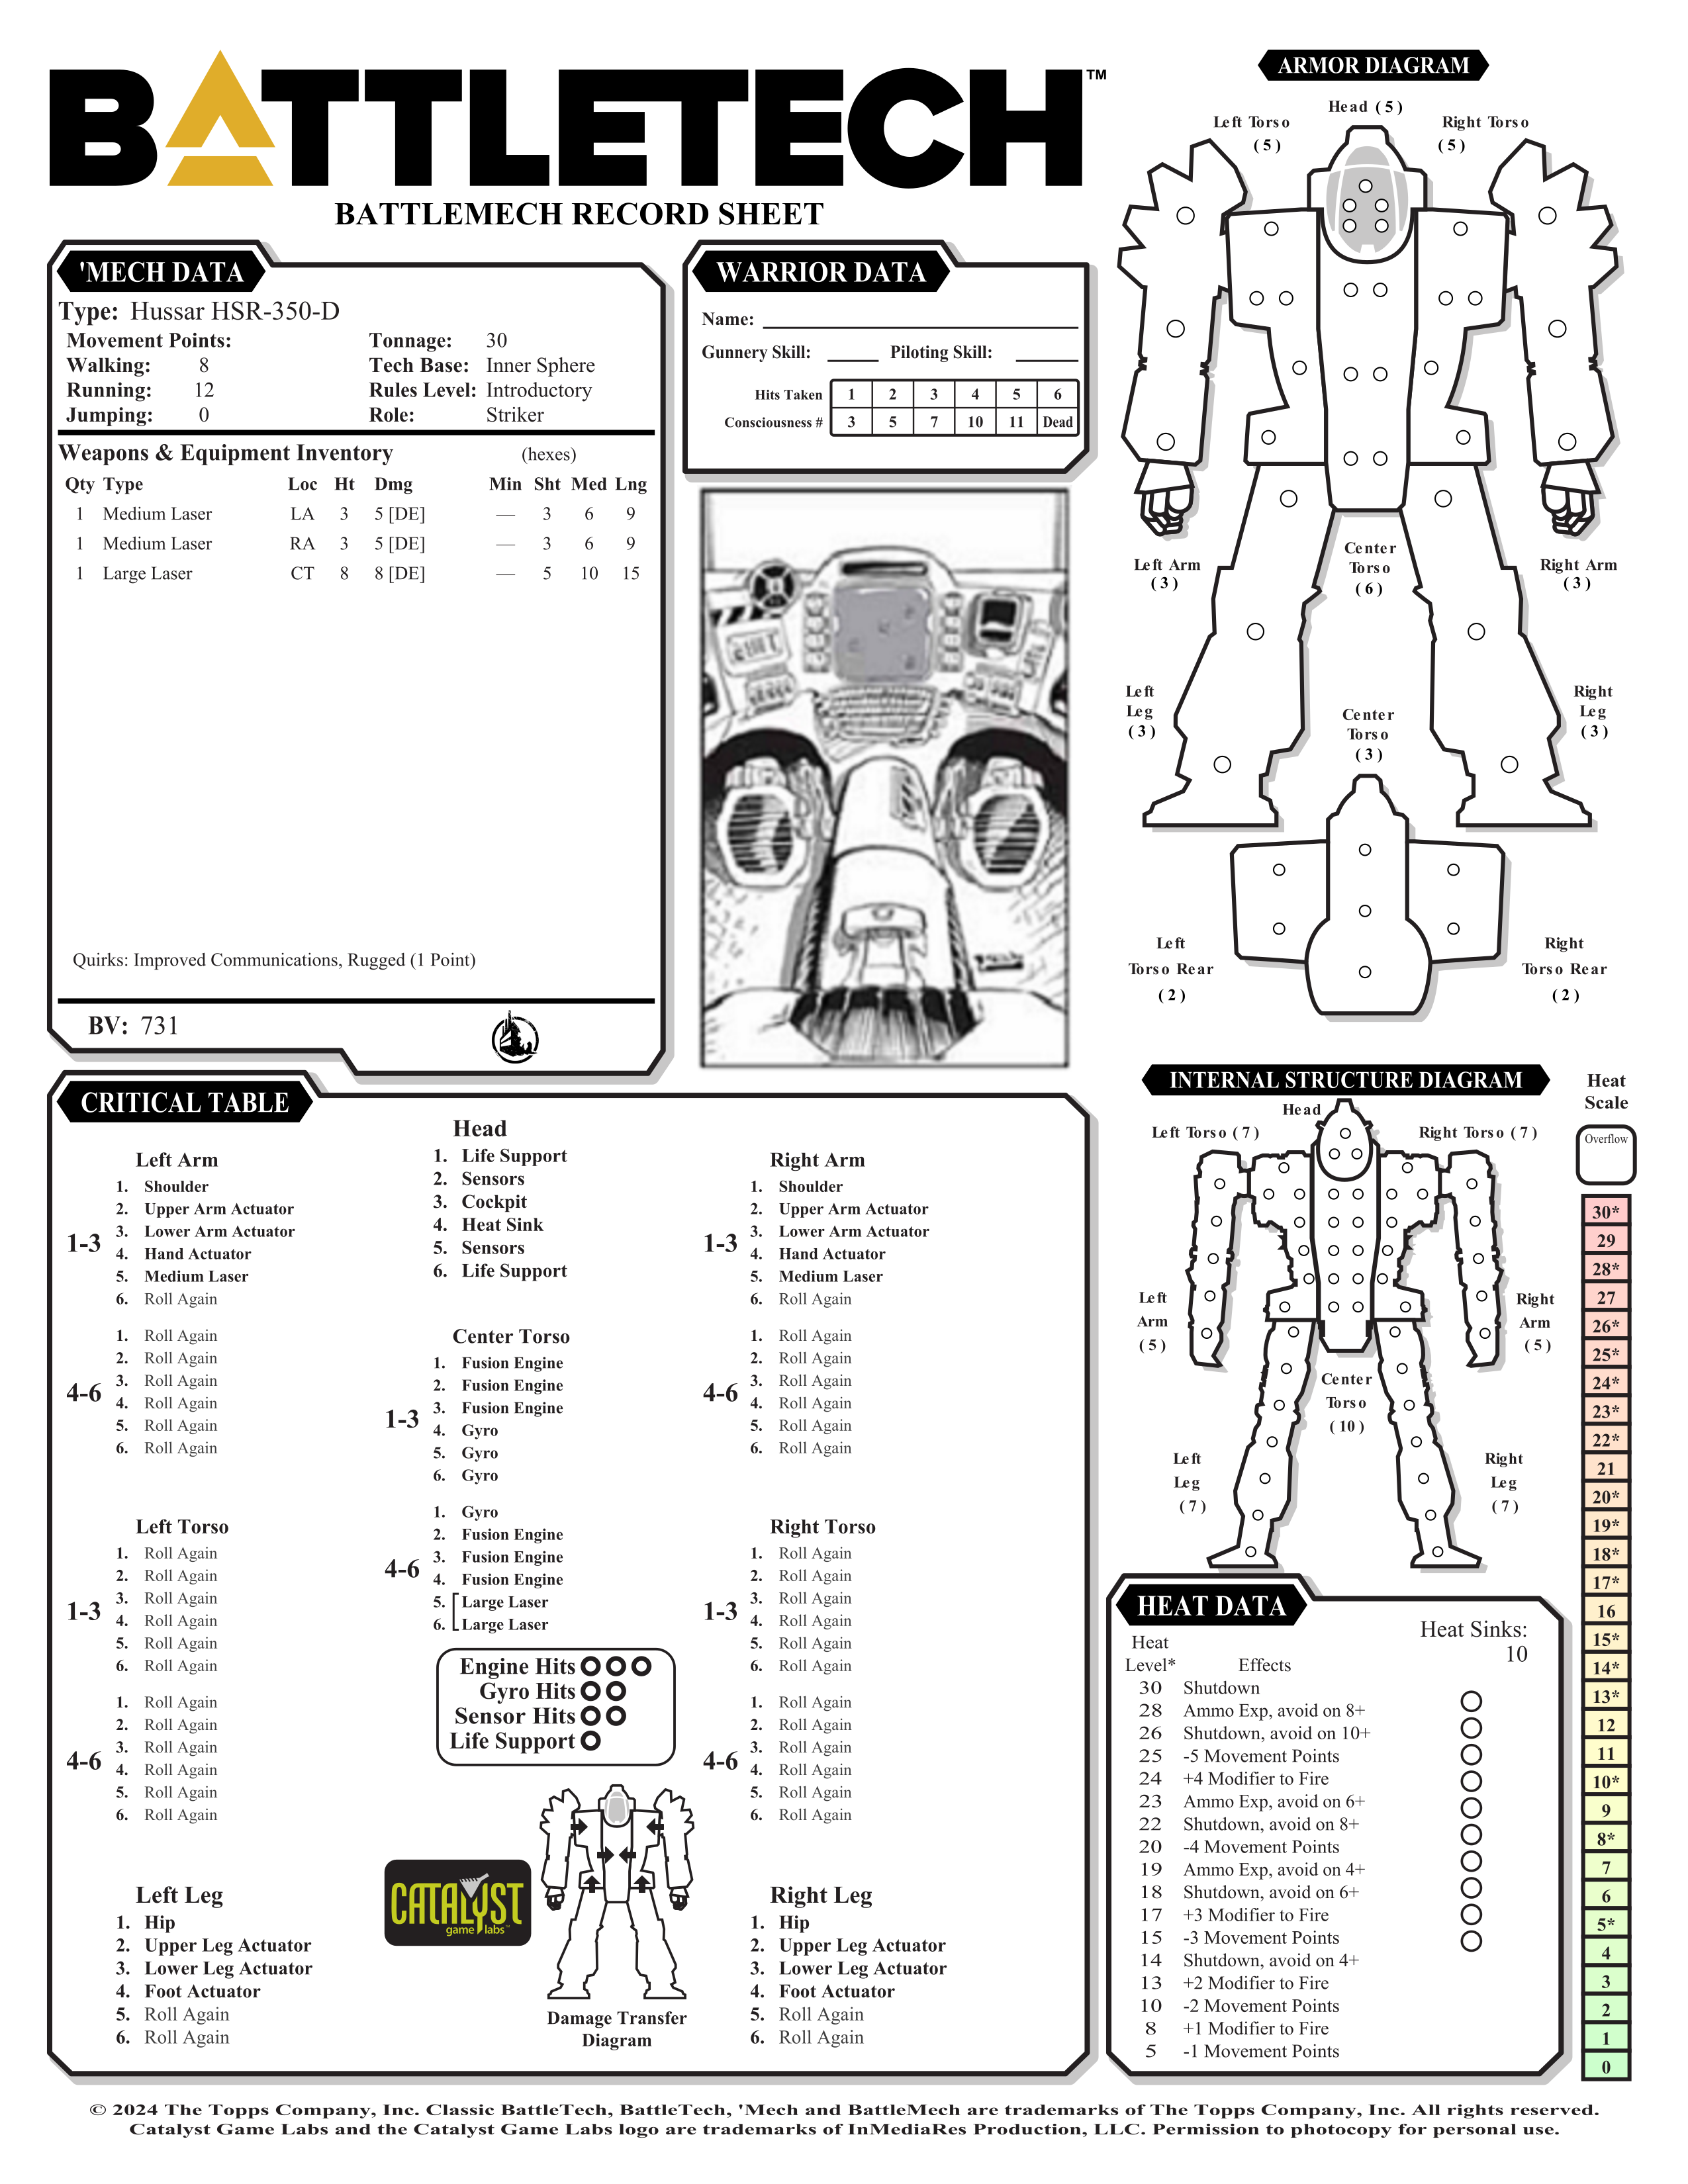 BATTLETECH™
BATTLEMECH RECORD SHEET
'MECH DATA
Type: Hussar HSR-350-D
Movement Points:
Walking: 8
Running: 12
Jumping: 0
Tonnage: 30
Tech Base: Inner Sphere
Rules Level: Introductory
Role: Striker
Weapons & Equipment Inventory (hexes)
Qty Type Loc Ht Dmg Min Sht Med Lng
1 Medium Laser LA 3 5 [DE] — 3 6 9
1 Medium Laser RA 3 5 [DE] — 3 6 9
1 Large Laser CT 8 8 [DE] — 5 10 15
Quirks: Improved Communications, Rugged (1 Point)
BV: 731
WARRIOR DATA
Name:
Gunnery Skill: Piloting Skill:
Hits Taken 1 2 3 4 5 6
Consciousness # 3 5 7 10 11 Dead
ARMOR DIAGRAM
Head ( 5 )
Left Torso
( 5 )
Right Torso
( 5 )
Left Arm
( 3 )
Center
Torso
( 6 )
Right Arm
( 3 )
Left
Leg
( 3 )
Center
Torso
( 3 )
Right
Leg
( 3 )
Left
Torso Rear
( 2 )
Right
Torso Rear
( 2 )
CRITICAL TABLE
Left Arm
1-3
1. Shoulder
2. Upper Arm Actuator
3. Lower Arm Actuator
4. Hand Actuator
5. Medium Laser
6. Roll Again
4-6
1. Roll Again
2. Roll Again
3. Roll Again
4. Roll Again
5. Roll Again
6. Roll Again
Left Torso
1-3
1. Roll Again
2. Roll Again
3. Roll Again
4. Roll Again
5. Roll Again
6. Roll Again
4-6
1. Roll Again
2. Roll Again
3. Roll Again
4. Roll Again
5. Roll Again
6. Roll Again
Left Leg
1. Hip
2. Upper Leg Actuator
3. Lower Leg Actuator
4. Foot Actuator
5. Roll Again
6. Roll Again
Head
1. Life Support
2. Sensors
3. Cockpit
4. Heat Sink
5. Sensors
6. Life Support
Center Torso
1-3
1. Fusion Engine
2. Fusion Engine
3. Fusion Engine
4. Gyro
5. Gyro
6. Gyro
4-6
1. Gyro
2. Fusion Engine
3. Fusion Engine
4. Fusion Engine
5. Large Laser
6. Large Laser
Engine Hits
Gyro Hits
Sensor Hits
Life Support
CATALYST
game labs™
Damage Transfer
Diagram
Right Arm
1-3
1. Shoulder
2. Upper Arm Actuator
3. Lower Arm Actuator
4. Hand Actuator
5. Medium Laser
6. Roll Again
4-6
1. Roll Again
2. Roll Again
3. Roll Again
4. Roll Again
5. Roll Again
6. Roll Again
Right Torso
1-3
1. Roll Again
2. Roll Again
3. Roll Again
4. Roll Again
5. Roll Again
6. Roll Again
4-6
1. Roll Again
2. Roll Again
3. Roll Again
4. Roll Again
5. Roll Again
6. Roll Again
Right Leg
1. Hip
2. Upper Leg Actuator
3. Lower Leg Actuator
4. Foot Actuator
5. Roll Again
6. Roll Again
INTERNAL STRUCTURE DIAGRAM
Head
Left Torso ( 7 )
Right Torso ( 7 )
Left
Arm
( 5 )
Right
Arm
( 5 )
Center
Torso
( 10 )
Left
Leg
( 7 )
Right
Leg
( 7 )
HEAT DATA
Heat
Level* Effects
Heat Sinks:
10
30 Shutdown
28 Ammo Exp, avoid on 8+
26 Shutdown, avoid on 10+
25 -5 Movement Points
24 +4 Modifier to Fire
23 Ammo Exp, avoid on 6+
22 Shutdown, avoid on 8+
20 -4 Movement Points
19 Ammo Exp, avoid on 4+
18 Shutdown, avoid on 6+
17 +3 Modifier to Fire
15 -3 Movement Points
14 Shutdown, avoid on 4+
13 +2 Modifier to Fire
10 -2 Movement Points
8 +1 Modifier to Fire
5 -1 Movement Points
Heat
Scale
Overflow
30*
29
28*
27
26*
25*
24*
23*
22*
21
20*
19*
18*
17*
16
15*
14*
13*
12
11
10*
9
8*
7
6
5*
4
3
2
1
0
© 2024 The Topps Company, Inc. Classic BattleTech, BattleTech, 'Mech and BattleMech are trademarks of The Topps Company, Inc. All rights reserved.
Catalyst Game Labs and the Catalyst Game Labs logo are trademarks of InMediaRes Production, LLC. Permission to photocopy for personal use.